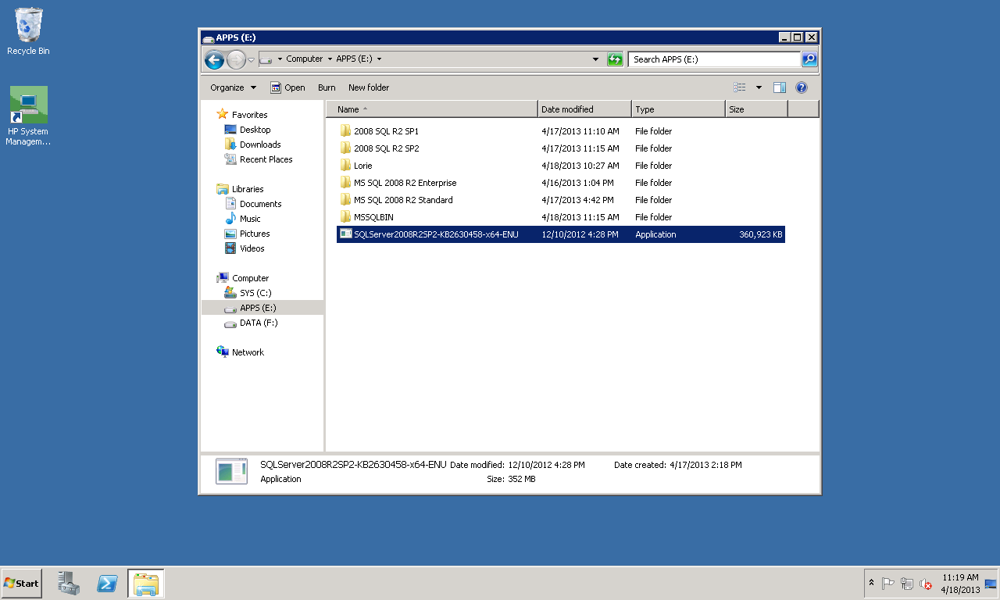 Recycle Bin
HP System
Managem...
APPS (E:)
Computer
APPS (E:)
Search APPS (E:)
Organize
Open
Burn
New folder
Favorites
Desktop
Downloads
Recent Places
Libraries
Documents
Music
Pictures
Videos
Computer
SYS (C:)
APPS (E:)
DATA (F:)
Network
Name Date modified Type Size
2008 SQL R2 SP1 4/17/2013 11:10 AM File folder
2008 SQL R2 SP2 4/17/2013 11:15 AM File folder
Lorie 4/18/2013 10:27 AM File folder
MS SQL 2008 R2 Enterprise 4/16/2013 1:04 PM File folder
MS SQL 2008 R2 Standard 4/17/2013 4:42 PM File folder
MSSQLBIN 4/18/2013 11:15 AM File folder
SQLServer2008R2SP2-KB2630458-x64-ENU 12/10/2012 4:28 PM Application 360,923 KB
SQLServer2008R2SP2-KB2630458-x64-ENU Date modified: 12/10/2012 4:28 PM Date created: 4/17/2013 2:18 PM
Application Size: 352 MB
Start
11:19 AM
4/18/2013